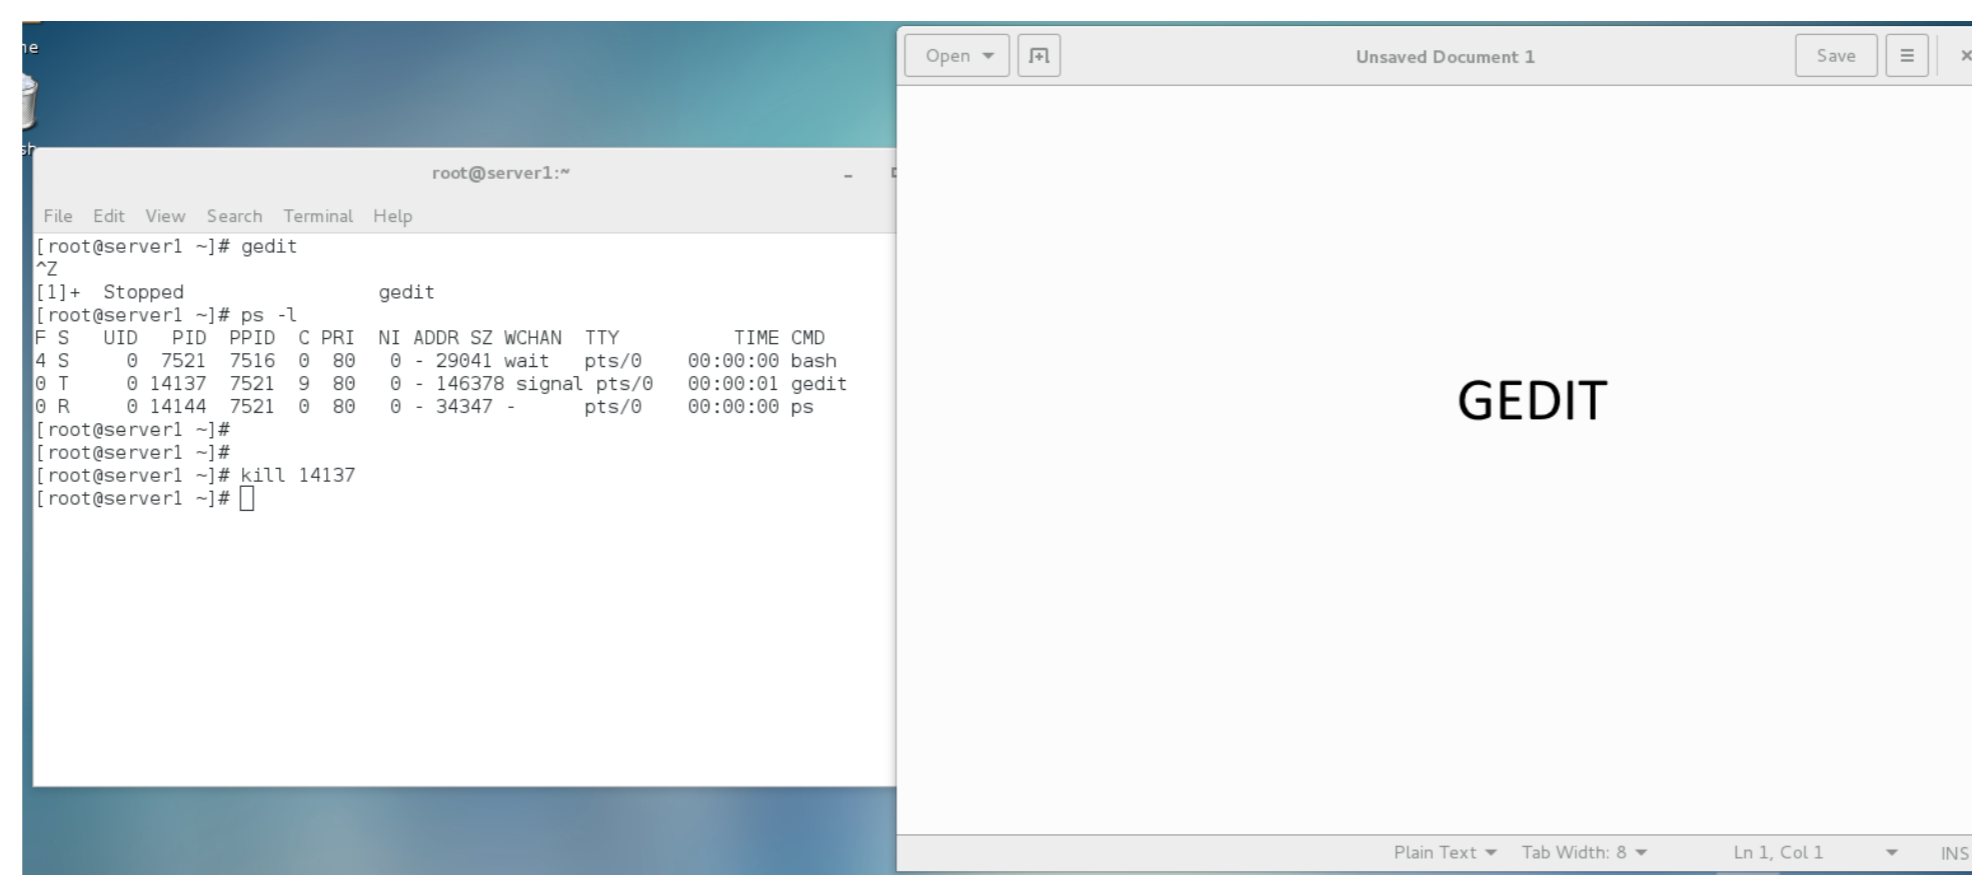 ne
sh
root@server1:~
File Edit View Search Terminal Help
[root@server1 ~]# gedit
^Z
[1]+  Stopped                 gedit
[root@server1 ~]# ps -l
F S   UID   PID  PPID  C PRI  NI ADDR SZ WCHAN  TTY          TIME CMD
4 S     0  7521  7516  0  80   0 - 29041 wait   pts/0    00:00:00 bash
0 T     0 14137  7521  9  80   0 - 146378 signal pts/0   00:00:01 gedit
0 R     0 14144  7521  0  80   0 - 34347 -      pts/0    00:00:00 ps
[root@server1 ~]#
[root@server1 ~]#
[root@server1 ~]# kill 14137
[root@server1 ~]#
Open
Unsaved Document 1
Save
GEDIT
Plain Text
Tab Width: 8
Ln 1, Col 1
INS